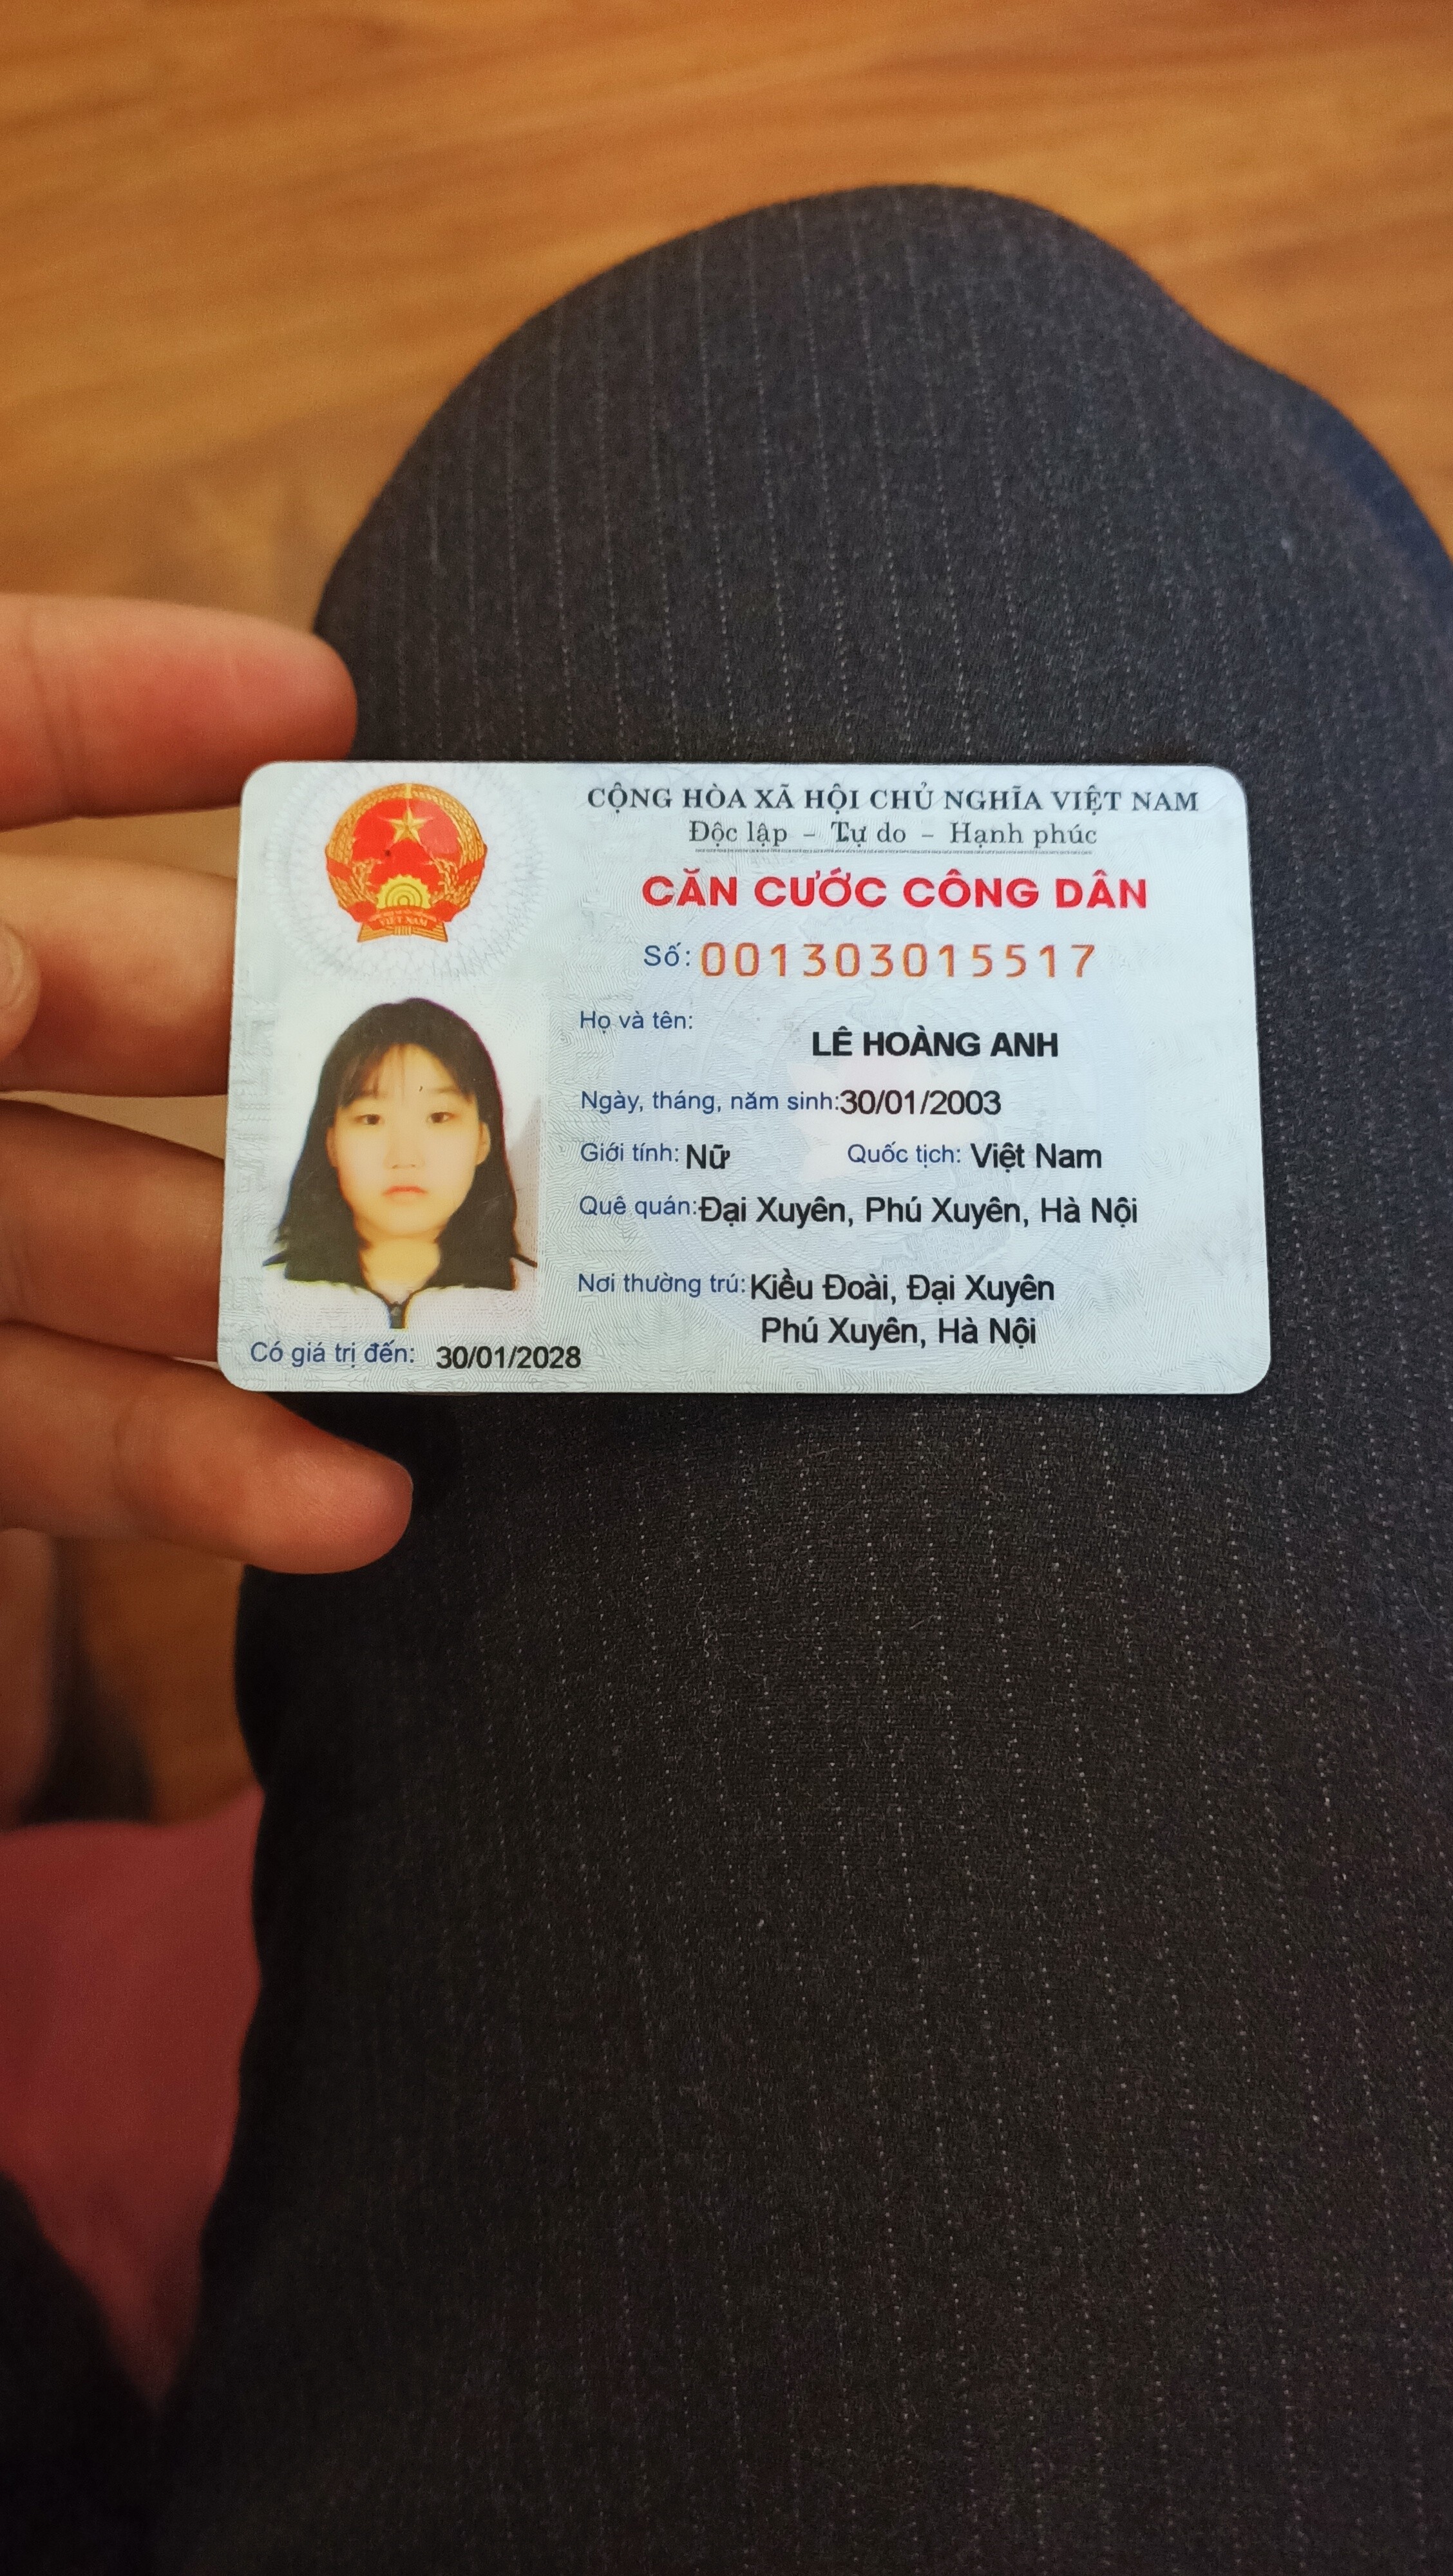 CỘNG HÒA XÃ HỘI CHỦ NGHĨA VIỆT NAM
Độc lập - Tự do - Hạnh phúc
CĂN CƯỚC CÔNG DÂN
Số: 001303015517
Họ và tên:
LÊ HOÀNG ANH
Ngày, tháng, năm sinh: 30/01/2003
Giới tính: Nữ Quốc tịch: Việt Nam
Quê quán: Đại Xuyên, Phú Xuyên, Hà Nội
Nơi thường trú: Kiều Đoài, Đại Xuyên
Phú Xuyên, Hà Nội
Có giá trị đến: 30/01/2028
VIỆT NAM